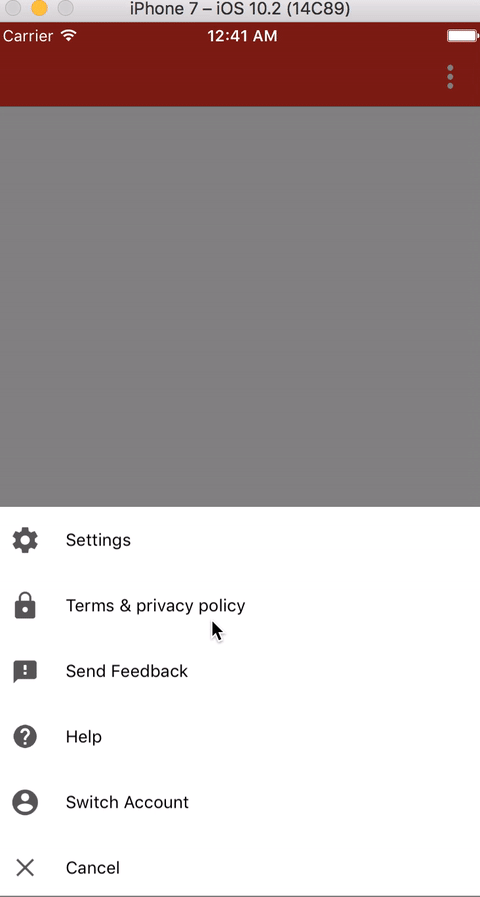 iPhone 7 – iOS 10.2 (14C89)
Carrier 12:41 AM
Settings
Terms & privacy policy
Send Feedback
Help
Switch Account
Cancel